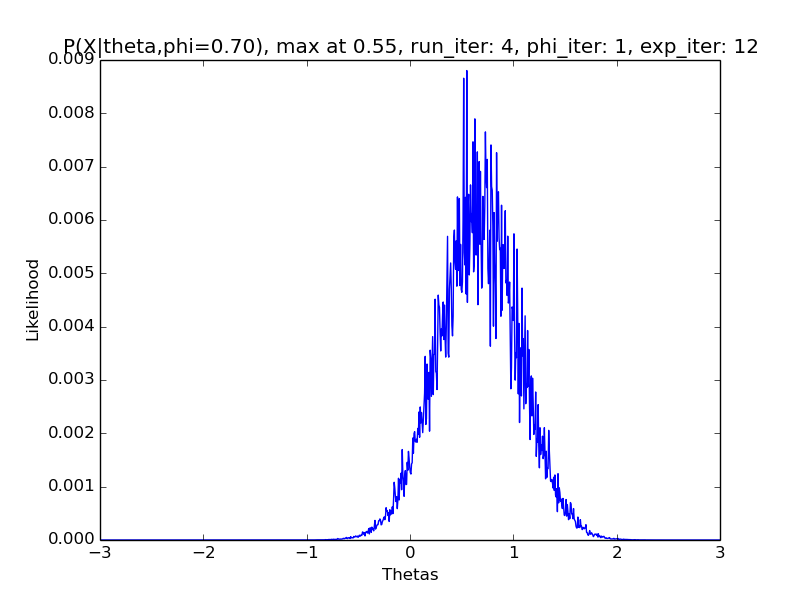 P(X|theta,phi=0.70), max at 0.55, run_iter: 4, phi_iter: 1, exp_iter: 12
0.009
0.008
0.007
0.006
0.005
0.004
0.003
0.002
0.001
0.000
Likelihood
−3 −2 −1 0 1 2 3
Thetas